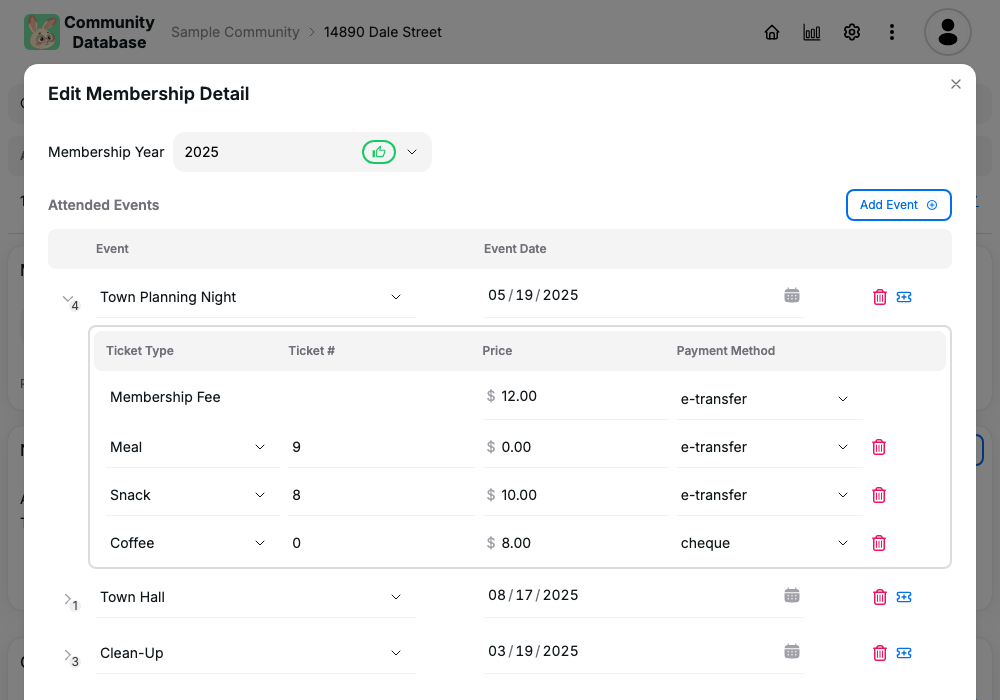 Community
Database
Sample Community > 14890 Dale Street
Edit Membership Detail
Membership Year 2025
Attended Events
Add Event
Event Event Date
4 Town Planning Night 05/19/2025
Ticket Type Ticket # Price Payment Method
Membership Fee $ 12.00 e-transfer
Meal 9 $ 0.00 e-transfer
Snack 8 $ 10.00 e-transfer
Coffee 0 $ 8.00 cheque
1 Town Hall 08/17/2025
3 Clean-Up 03/19/2025